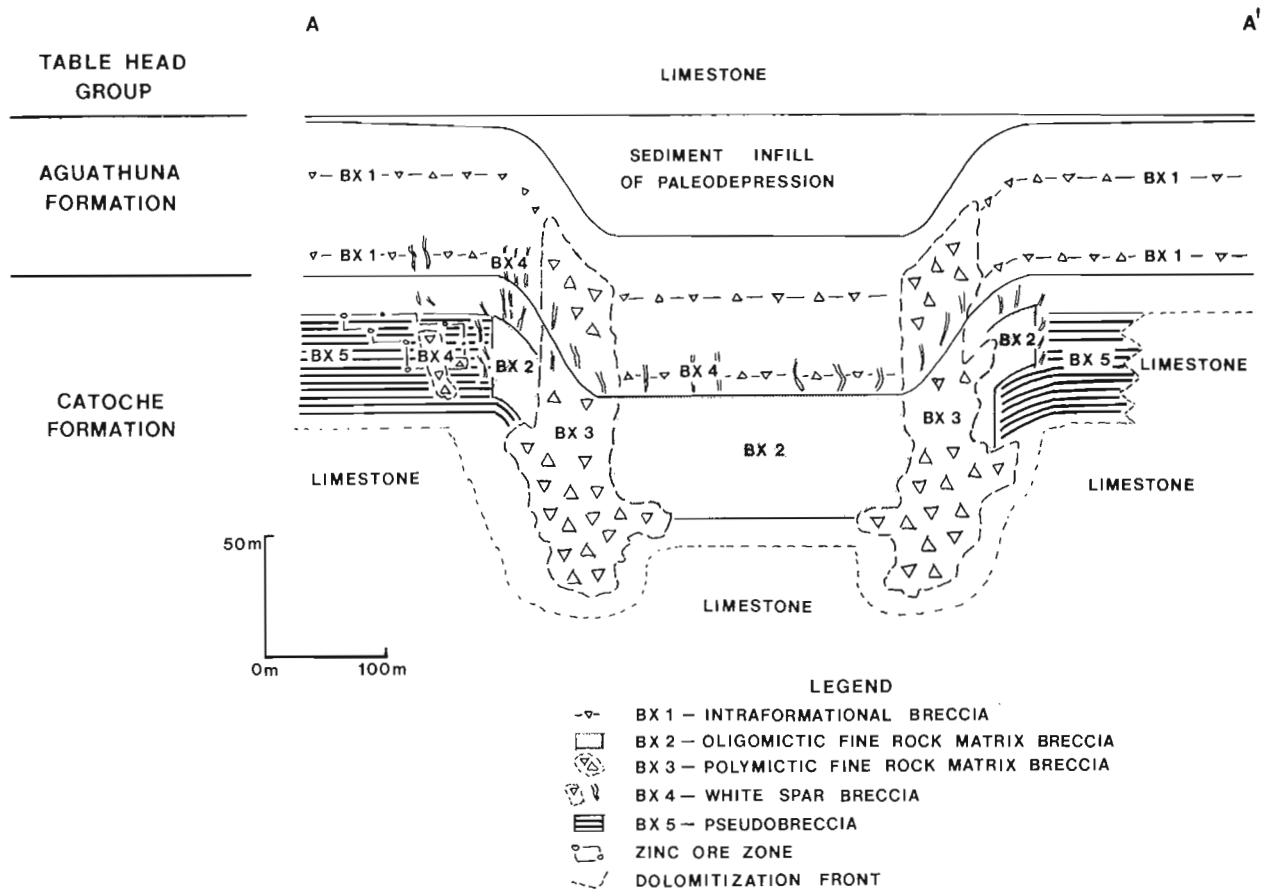 A
A'
TABLE HEAD
GROUP
LIMESTONE
AGUATHUNA
FORMATION
SEDIMENT INFILL
OF PALEODEPRESSION
BX 1
BX 1
BX 1
BX 4
BX 1
CATOCHE
FORMATION
BX 5
BX 4
BX 2
BX 4
BX 2
BX 5
LIMESTONE
BX 3
BX 2
BX 3
LIMESTONE
LIMESTONE
50m
LIMESTONE
0m
100m
LEGEND
BX 1 — INTRAFORMATIONAL BRECCIA
BX 2 — OLIGOMICTIC FINE ROCK MATRIX BRECCIA
BX 3 — POLYMICTIC FINE ROCK MATRIX BRECCIA
BX 4 — WHITE SPAR BRECCIA
BX 5 — PSEUDOBRECCIA
ZINC ORE ZONE
DOLOMITIZATION FRONT